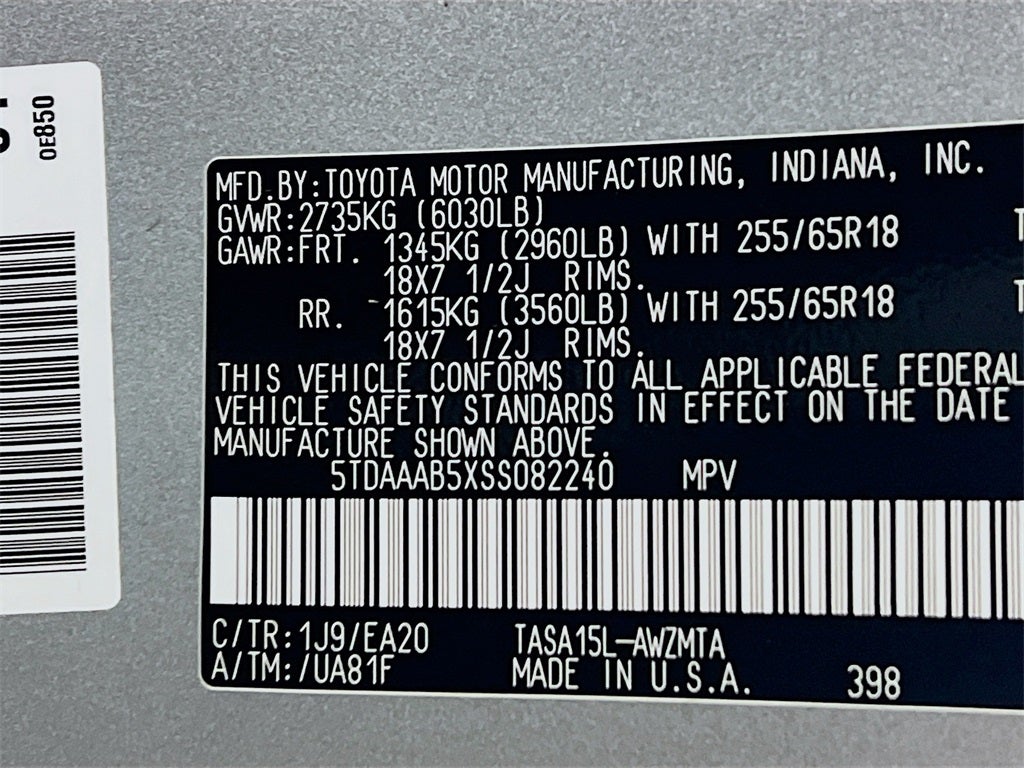 0E850
MFD.BY:TOYOTA MOTOR MANUFACTURING, INDIANA, INC.
GVWR:2735KG (6030LB)
GAWR:FRT. 1345KG (2960LB) WITH 255/65R18
18X7 1/2J RIMS.
RR. 1615KG (3560LB) WITH 255/65R18
18X7 1/2J RIMS.
THIS VEHICLE CONFORMS TO ALL APPLICABLE FEDERAL
VEHICLE SAFETY STANDARDS IN EFFECT ON THE DATE
MANUFACTURE SHOWN ABOVE.
5TDAAAB5XSS082240 MPV
C/TR:1J9/EA20 TASA15L-AWZMTA
A/TM:/UA81F MADE IN U.S.A. 398